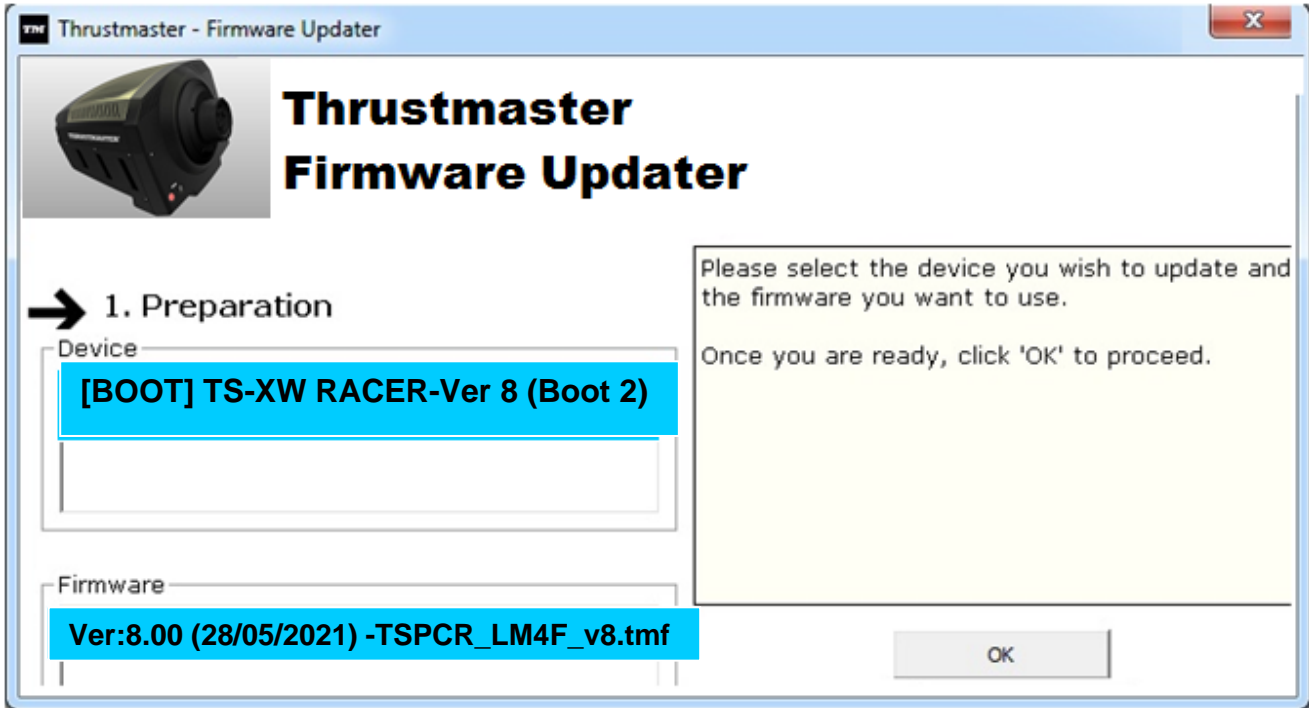 Thrustmaster - Firmware Updater
Thrustmaster
Firmware Updater
1. Preparation
Device
[BOOT] TS-XW RACER-Ver 8 (Boot 2)
Firmware
Ver:8.00 (28/05/2021) -TSPCR_LM4F_v8.tmf
Please select the device you wish to update and
the firmware you want to use.
Once you are ready, click 'OK' to proceed.
OK